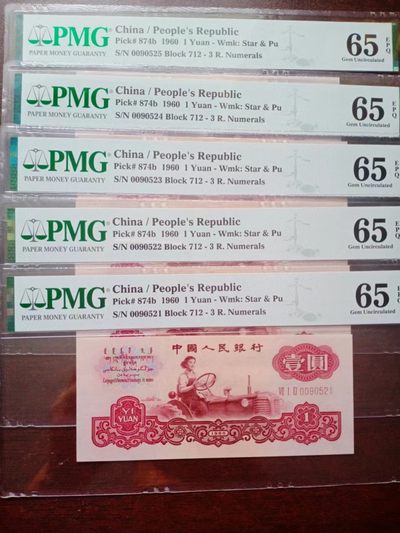 PMG
PAPER MONEY GUARANTY
China / People's Republic
Pick# 874b 1960 1 Yuan - Wmk: Star & Pu
S/N 0090525 Block 712 - 3 R. Numerals
65
EPQ
Gem Uncirculated
PMG
PAPER MONEY GUARANTY
China / People's Republic
Pick# 874b 1960 1 Yuan - Wmk: Star & Pu
S/N 0090524 Block 712 - 3 R. Numerals
65
EPQ
Gem Uncirculated
PMG
PAPER MONEY GUARANTY
China / People's Republic
Pick# 874b 1960 1 Yuan - Wmk: Star & Pu
S/N 0090523 Block 712 - 3 R. Numerals
65
EPQ
Gem Uncirculated
PMG
PAPER MONEY GUARANTY
China / People's Republic
Pick# 874b 1960 1 Yuan - Wmk: Star & Pu
S/N 0090522 Block 712 - 3 R. Numerals
65
EPQ
Gem Uncirculated
PMG
PAPER MONEY GUARANTY
China / People's Republic
Pick# 874b 1960 1 Yuan - Wmk: Star & Pu
S/N 0090521 Block 712 - 3 R. Numerals
65
EPQ
Gem Uncirculated
中国人民银行
壹圆
0090521
YI
YUAN
1
1960